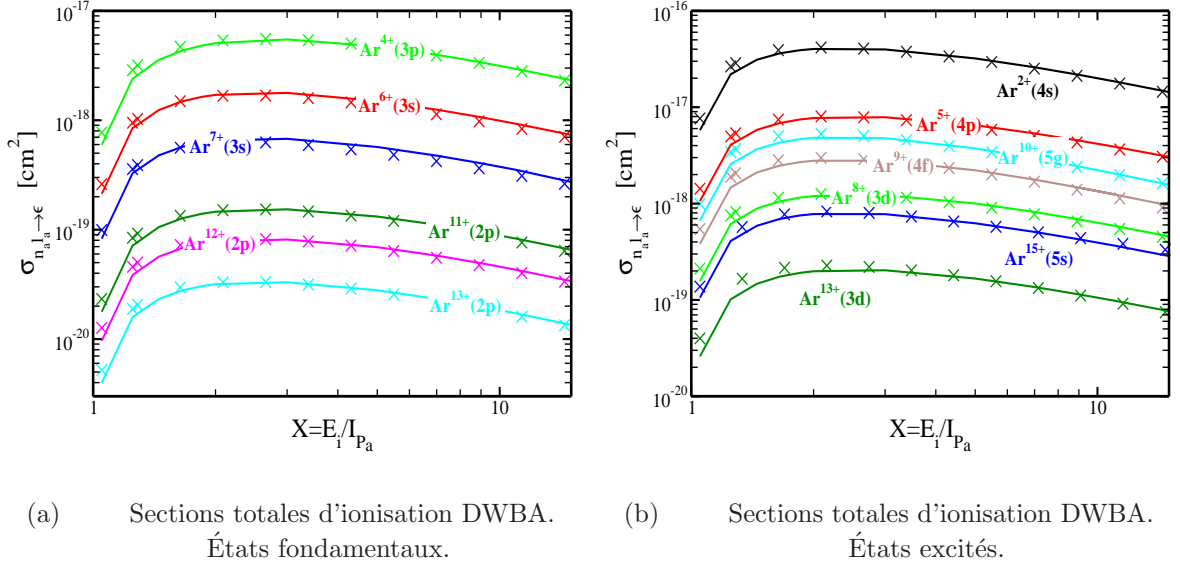 10^-17
10^-18
10^-19
10^-20
σ_{n_a l_a→ϵ} [cm^2]
Ar^4+(3p)
Ar^6+(3s)
Ar^7+(3s)
Ar^11+(2p)
Ar^12+(2p)
Ar^13+(2p)
1 10
X=E_i/I_{P_a}
10^-16
10^-17
10^-18
10^-19
10^-20
σ_{n_a l_a→ϵ} [cm^2]
Ar^2+(4s)
Ar^5+(4p)
Ar^10+(5g)
Ar^9+(4f)
Ar^8+(3d)
Ar^15+(5s)
Ar^13+(3d)
1 10
X=E_i/I_{P_a}
(a) Sections totales d'ionisation DWBA.
États fondamentaux.
(b) Sections totales d'ionisation DWBA.
États excités.